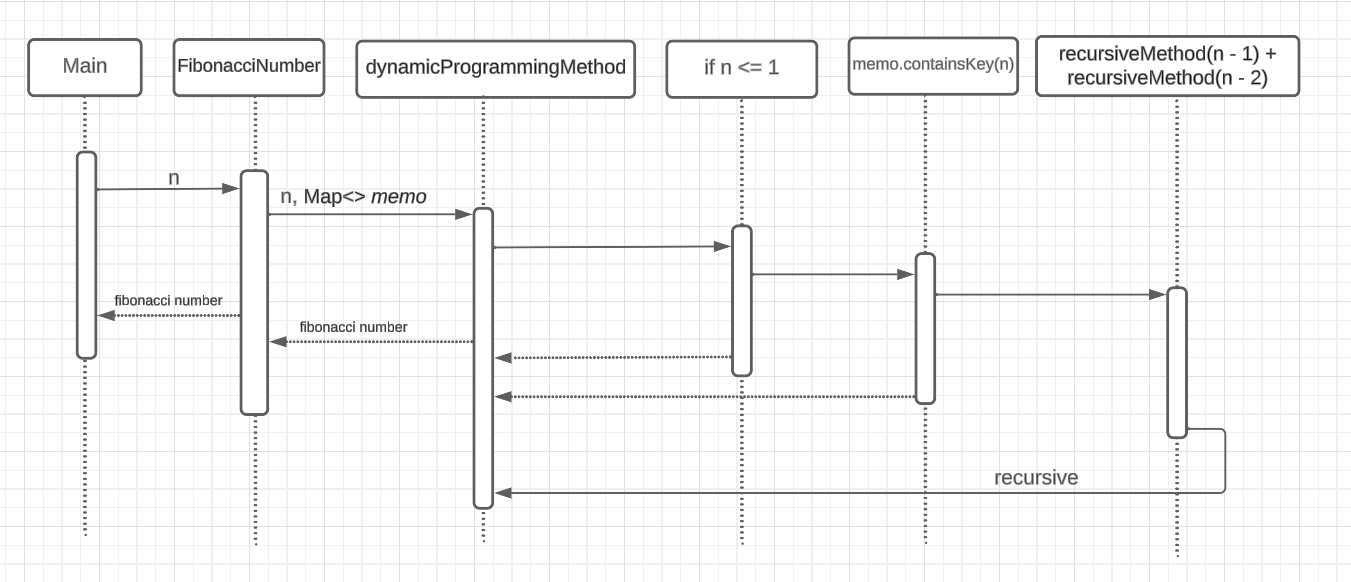 Main
FibonacciNumber
dynamicProgrammingMethod
if n <= 1
memo.containsKey(n)
recursiveMethod(n - 1) +
recursiveMethod(n - 2)
n
n, Map<> memo
fibonacci number
fibonacci number
recursive